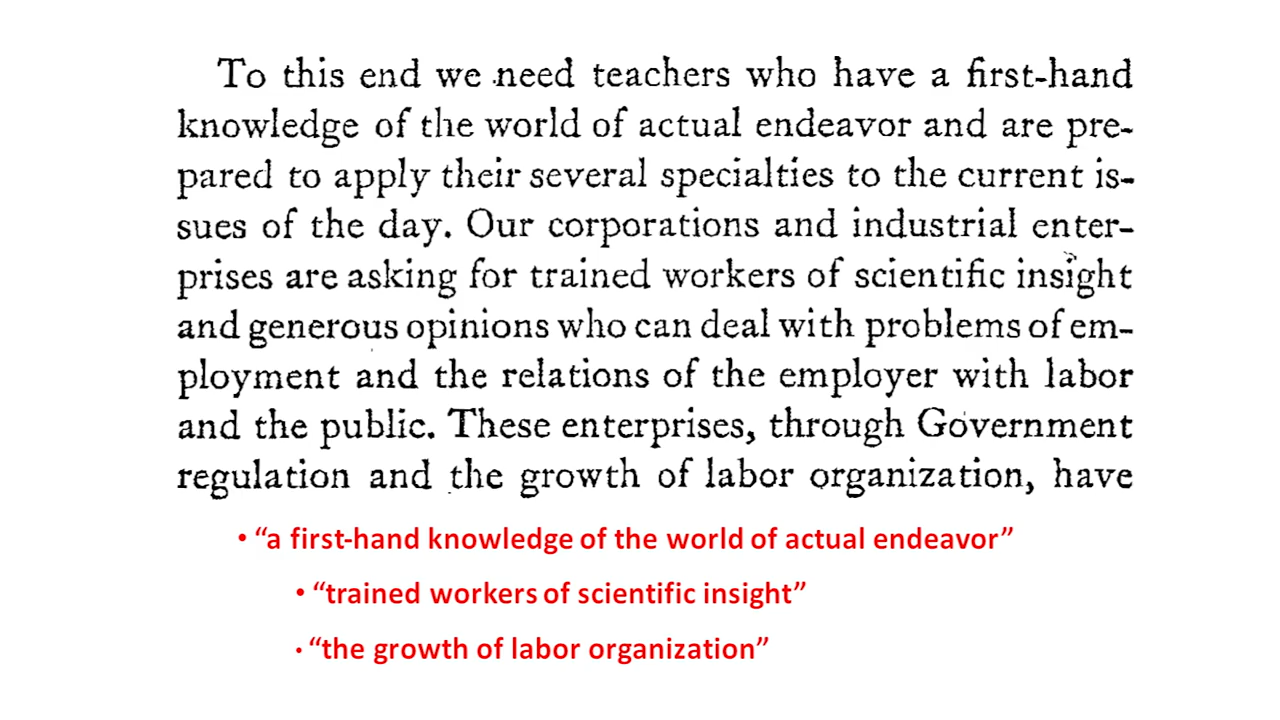 To this end we need teachers who have a first-hand
knowledge of the world of actual endeavor and are pre-
pared to apply their several specialties to the current is-
sues of the day. Our corporations and industrial enter-
prises are asking for trained workers of scientific insight
and generous opinions who can deal with problems of em-
ployment and the relations of the employer with labor
and the public. These enterprises, through Government
regulation and the growth of labor organization, have
• “a first-hand knowledge of the world of actual endeavor”
• “trained workers of scientific insight”
• “the growth of labor organization”